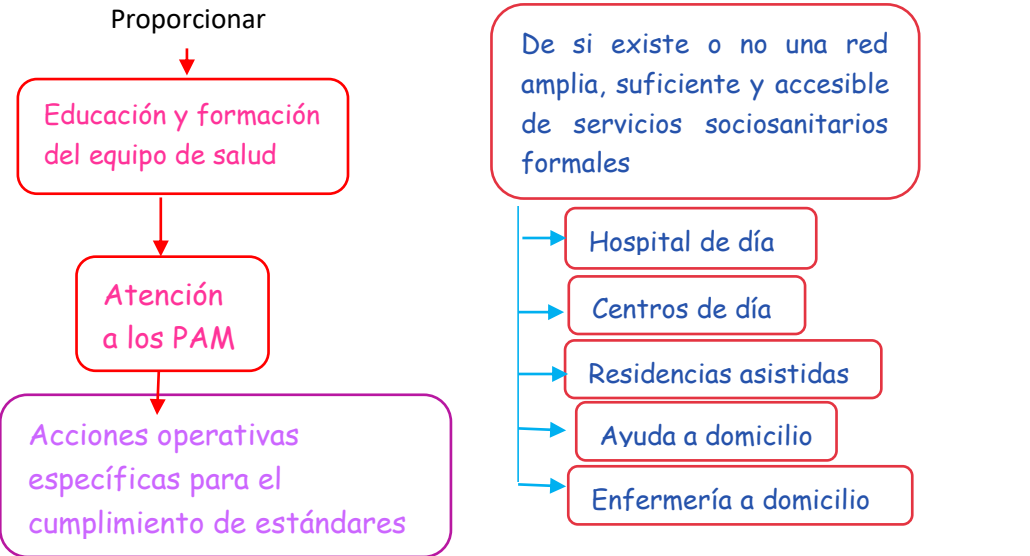 Proporcionar
Educación y formación
del equipo de salud
Atención
a los PAM
Acciones operativas
específicas para el
cumplimiento de estándares
De si existe o no una red
amplia, suficiente y accesible
de servicios sociosanitarios
formales
Hospital de día
Centros de día
Residencias asistidas
Ayuda a domicilio
Enfermería a domicilio